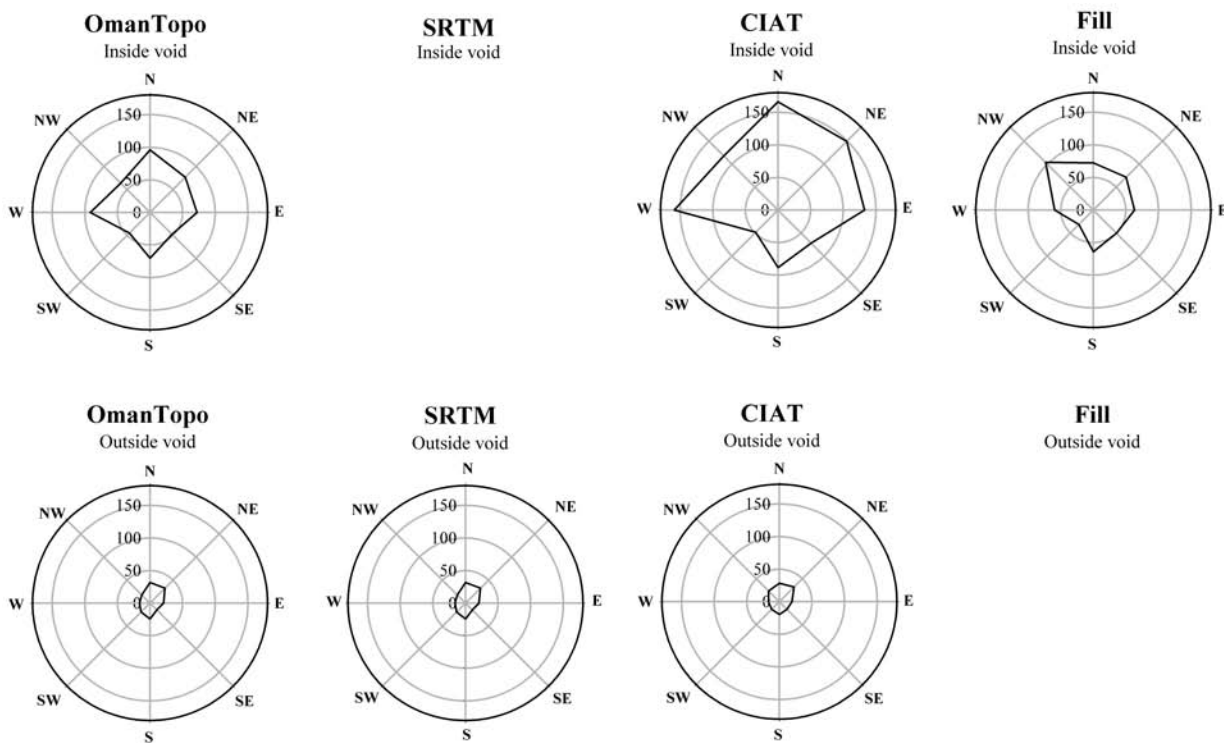 OmanTopo
Inside void
N
NW
NE
150
100
50
W
0
E
SW
SE
S
SRTM
Inside void
CIAT
Inside void
N
NW
NE
150
100
50
W
0
E
SW
SE
S
Fill
Inside void
N
NW
NE
150
100
50
W
0
E
SW
SE
S
OmanTopo
Outside void
N
NW
NE
150
100
50
W
0
E
SW
SE
S
SRTM
Outside void
N
NW
NE
150
100
50
W
0
E
SW
SE
S
CIAT
Outside void
N
NW
NE
150
100
50
W
0
E
SW
SE
S
Fill
Outside void